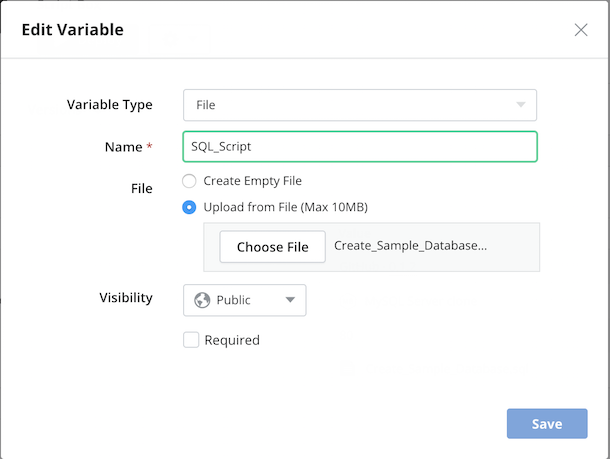 Edit Variable
Variable Type File
Name * SQL_Script
File Create Empty File
Upload from File (Max 10MB)
Choose File Create_Sample_Database...
Visibility Public
Required
Save